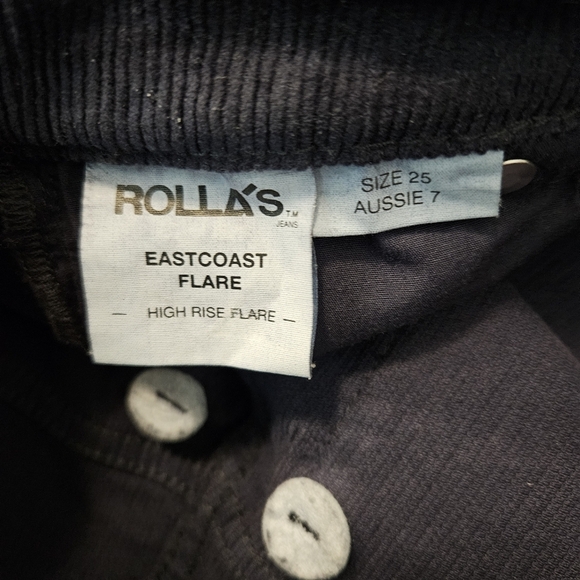 ROLLA'S TM
JEANS
EASTCOAST
FLARE
— HIGH RISE FLARE —
SIZE 25
AUSSIE 7